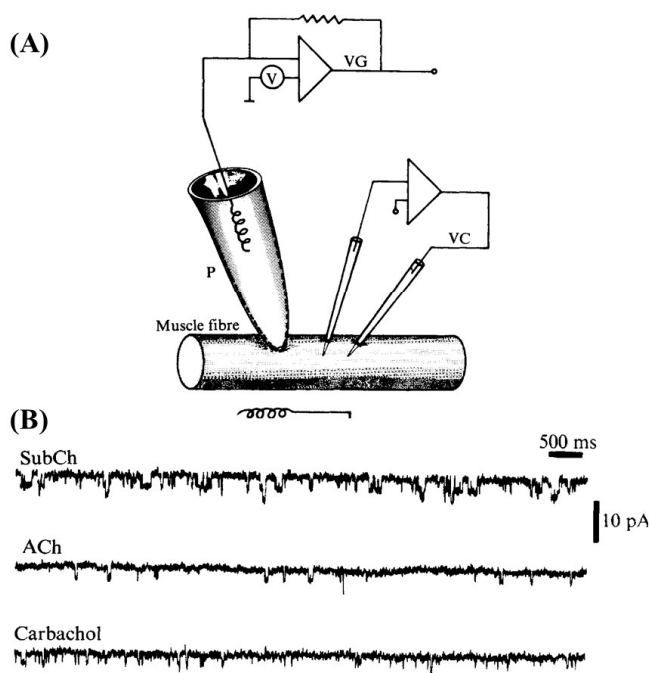 (A)
VG
V
VC
P
Muscle fibre
(B)
500 ms
SubCh
10 pA
ACh
Carbachol